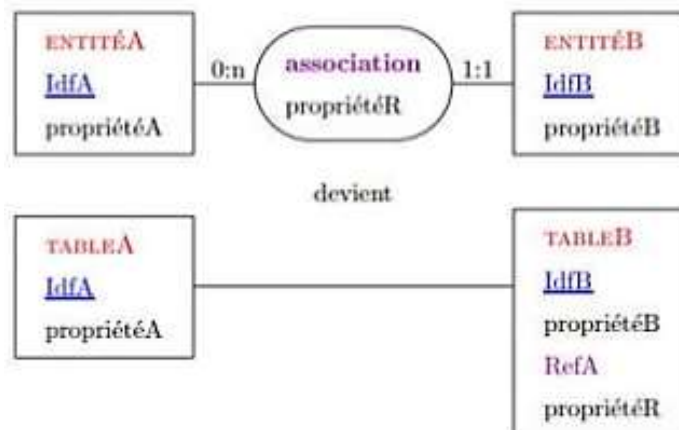 ENTITÉA
IdfA
propriétéA
0:n
association
propriétéR
1:1
ENTITÉB
IdfB
propriétéB
devient
TABLEA
IdfA
propriétéA
TABLEB
IdfB
propriétéB
RefA
propriétéR